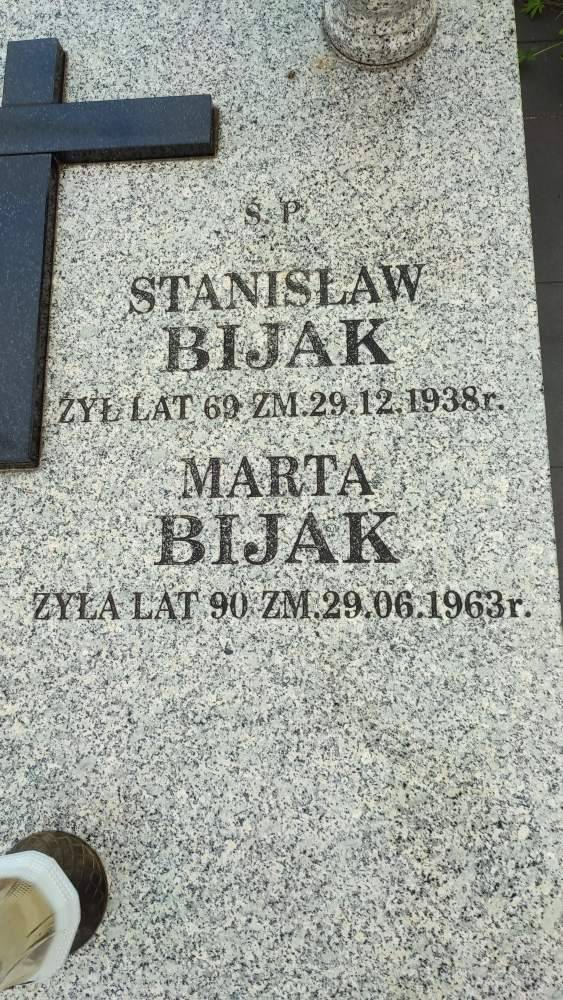 Ś. P.
STANISŁAW
BIJAK
ŻYŁ LAT 69 ZM.29.12.1938r.
MARTA
BIJAK
ŻYŁA LAT 90 ZM.29.06.1963r.